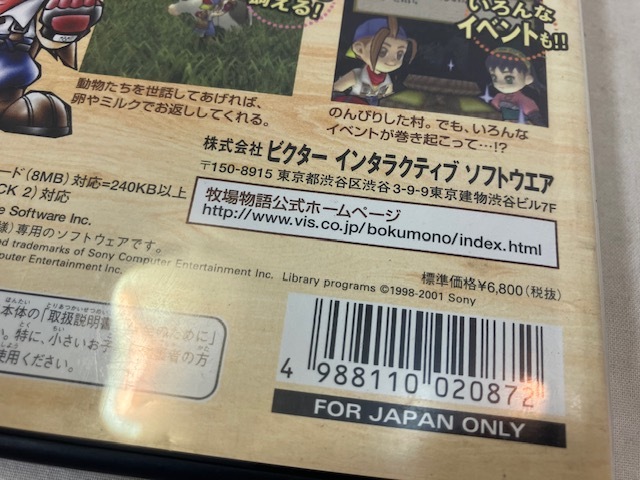 飼える!
いろんな
イベントも!!
動物たちを世話してあげれば、
卵やミルクでお返ししてくれる。
のんびりした村。でも、いろんな
イベントが巻き起こって…!?
株式会社 ビクター インタラクティブ ソフトウエア
〒150-8915 東京都渋谷区渋谷 3-9-9東京建物渋谷ビル7F
ード(8MB)対応=240KB以上
CK 2)対応
牧場物語公式ホームページ
http://www.vis.co.jp/bokumono/index.html
e Software Inc.
様)専用のソフトウェアです。
d trademarks of Sony Computer Entertainment Inc. Library programs ©1998-2001 Sony
puter Entertainment Inc.
標準価格¥6,800(税抜)
本体の「取扱説明書
ために」
い。特に、小さいお子
護者の方
使用ください。
4 988110 020872
FOR JAPAN ONLY